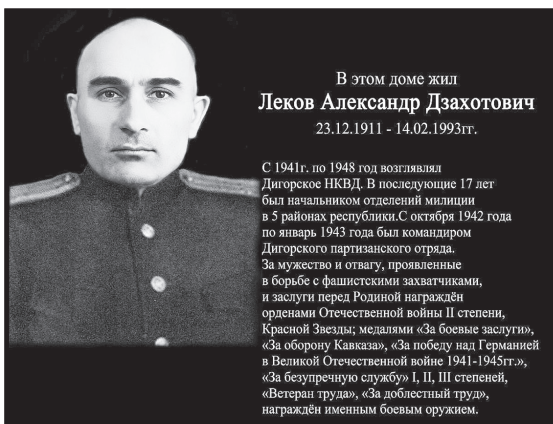 В этом доме жил
Леков Александр Дзахотович
23.12.1911 - 14.02.1993гг.
С 1941г. по 1948 год возглявлял
Дигорское НКВД. В последующие 17 лет
был начальником отделений милиции
в 5 районах республики.С октября 1942 года
по январь 1943 года был командиром
Дигорского партизанского отряда.
За мужество и отвагу, проявленные
в борьбе с фашистскими захватчиками,
и заслуги перед Родиной награждён
орденами Отечественной войны II степени,
Красной Звезды; медалями «За боевые заслуги»,
«За оборону Кавказа», «За победу над Германией
в Великой Отечественной войне 1941-1945гг.»,
«За безупречную службу» I, II, III степеней,
«Ветеран труда», «За доблестный труд»,
награждён именным боевым оружием.